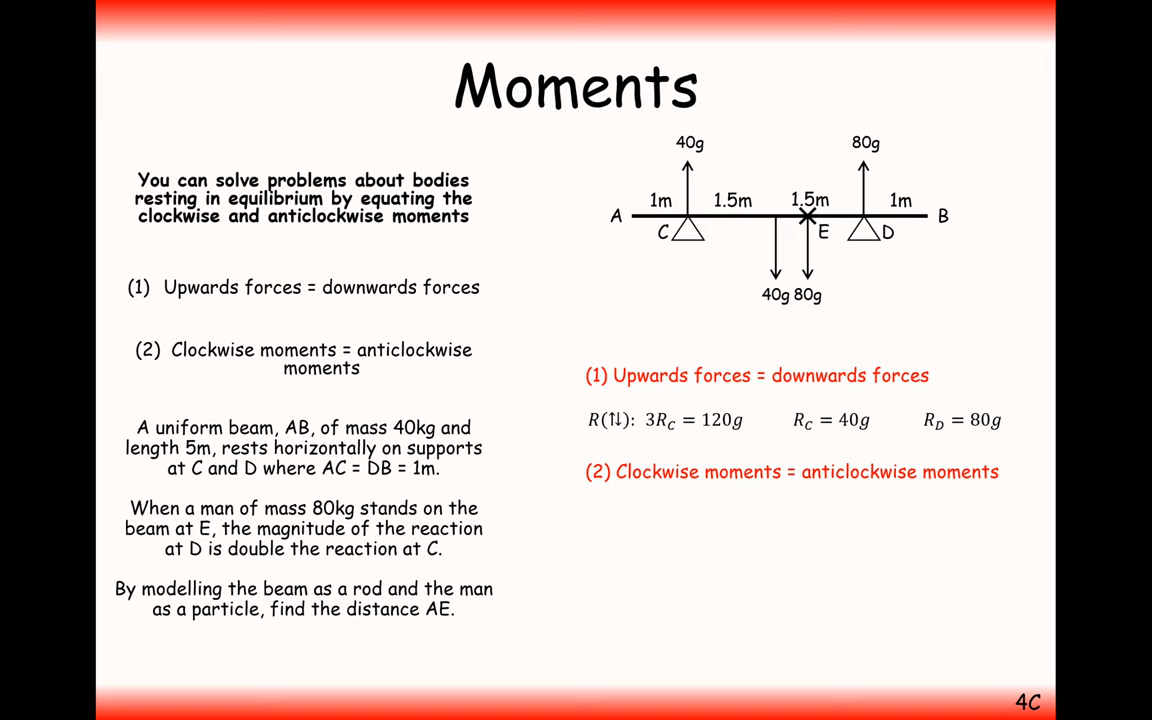 Moments
You can solve problems about bodies
resting in equilibrium by equating the
clockwise and anticlockwise moments
(1) Upwards forces = downwards forces
(2) Clockwise moments = anticlockwise
moments
A uniform beam, AB, of mass 40kg and
length 5m, rests horizontally on supports
at C and D where AC = DB = 1m.
When a man of mass 80kg stands on the
beam at E, the magnitude of the reaction
at D is double the reaction at C.
By modelling the beam as a rod and the man
as a particle, find the distance AE.
40g 80g
1m 1.5m 1.5m 1m
A B
C E D
40g 80g
(1) Upwards forces = downwards forces
R(⇅): 3R_C = 120g R_C = 40g R_D = 80g
(2) Clockwise moments = anticlockwise moments
4C